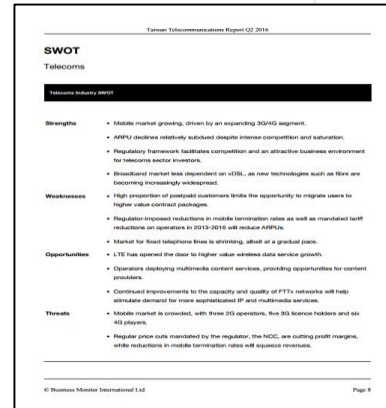 Taiwan Telecommunications Report Q2 2016
SWOT
Telecoms
Telecoms Industry SWOT
Strengths
• Mobile market growing, driven by an expanding 3G/4G segment.
• ARPU declines relatively subdued despite intense competition and saturation.
• Regulatory framework facilitates competition and an attractive business environment
for telecoms sector investors.
• Broadband market less dependent on xDSL, as new technologies such as fibre are
becoming increasingly widespread.
Weaknesses
• High proportion of postpaid customers limits the opportunity to migrate users to
higher value contract packages.
• Regulator-imposed reductions in mobile termination rates as well as mandated tariff
reductions on operators in 2013-2016 will reduce ARPUs.
• Market for fixed telephone lines is shrinking, albeit at a gradual pace.
Opportunities
• LTE has opened the door to higher value wireless data service growth.
• Operators deploying multimedia content services, providing opportunities for content
providers.
• Continued improvements to the capacity and quality of FTTx networks will help
stimulate demand for more sophisticated IP and multimedia services.
Threats
• Mobile market is crowded, with three 2G operators, five 3G licence holders and six
4G players.
• Regular price cuts mandated by the regulator, the NCC, are cutting profit margins,
while reductions in mobile termination rates will squeeze revenues.
© Business Monitor International Ltd
Page 8